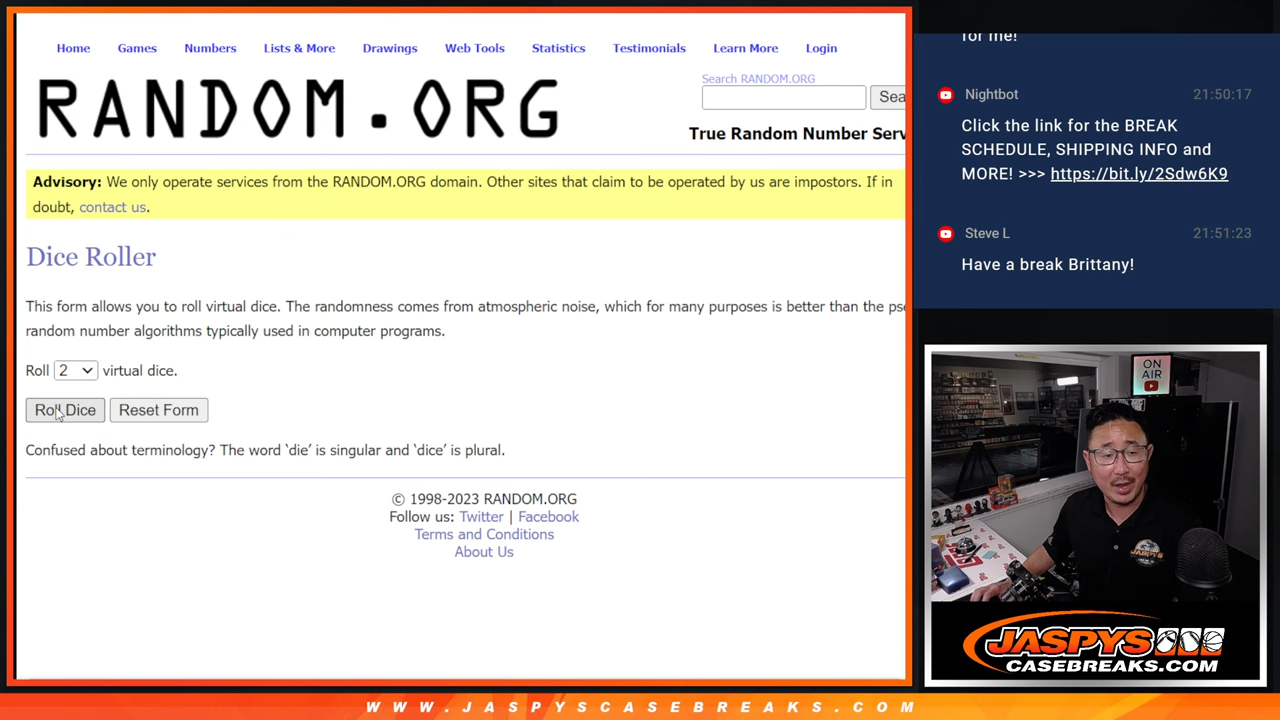 Home Games Numbers Lists & More Drawings Web Tools Statistics Testimonials Learn More Login
RANDOM.ORG
Search RANDOM.ORG
True Random Number Serv
Advisory: We only operate services from the RANDOM.ORG domain. Other sites that claim to be operated by us are impostors. If in
doubt, contact us.
Dice Roller
This form allows you to roll virtual dice. The randomness comes from atmospheric noise, which for many purposes is better than the pse
random number algorithms typically used in computer programs.
Roll 2 virtual dice.
Roll Dice Reset Form
Confused about terminology? The word ‘die’ is singular and ‘dice’ is plural.
© 1998-2023 RANDOM.ORG
Follow us: Twitter | Facebook
Terms and Conditions
About Us
for me!
Nightbot 21:50:17
Click the link for the BREAK
SCHEDULE, SHIPPING INFO and
MORE! >>> https://bit.ly/2Sdw6K9
Steve L 21:51:23
Have a break Brittany!
ON
AIR
JASPYS
CASEBREAKS.COM
WWW.JASPYSCASEBREAKS.COM